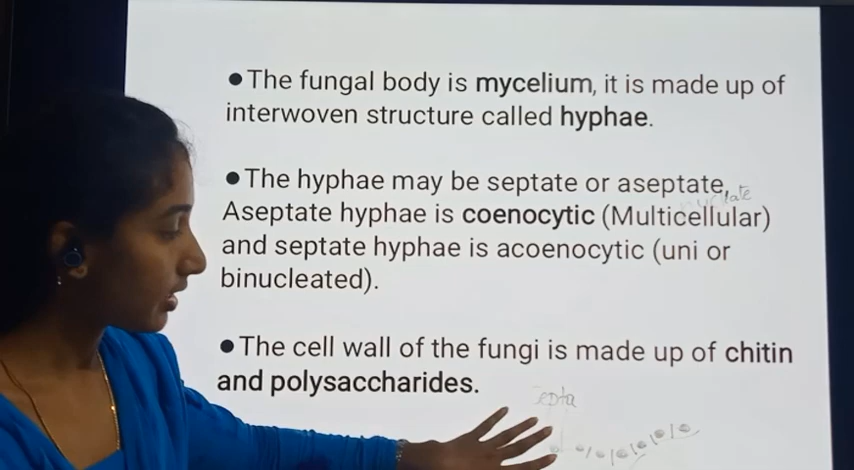 ●The fungal body is mycelium, it is made up of
interwoven structure called hyphae.
●The hyphae may be septate or aseptate,
Aseptate hyphae is coenocytic (Multicellular)
and septate hyphae is acoenocytic (uni or
binucleated).
●The cell wall of the fungi is made up of chitin
and polysaccharides.
septa